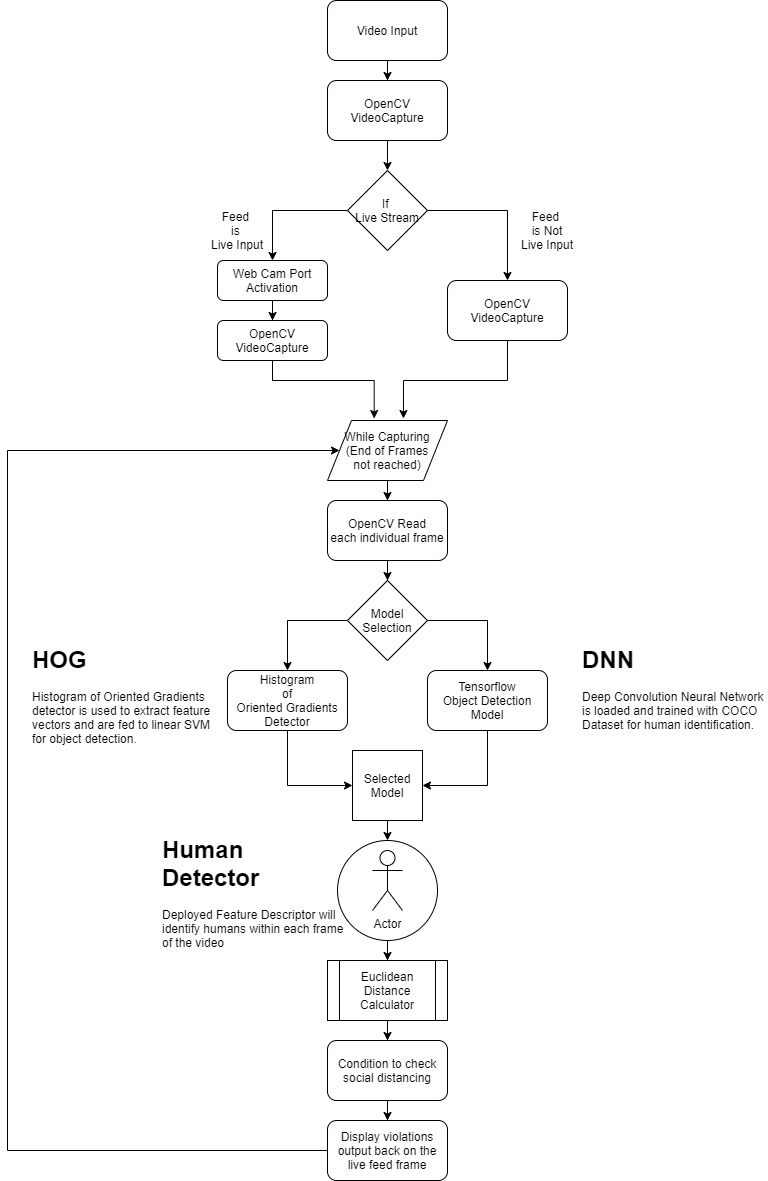 Video Input
OpenCV
VideoCapture
If
Live Stream
Feed
is
Live Input
Feed
is Not
Live Input
Web Cam Port
Activation
OpenCV
VideoCapture
OpenCV
VideoCapture
While Capturing
(End of Frames
not reached)
OpenCV Read
each individual frame
Model
Selection
HOG
Histogram of Oriented Gradients
detector is used to extract feature
vectors and are fed to linear SVM
for object detection.
Histogram
of
Oriented Gradients
Detector
Tensorflow
Object Detection
Model
DNN
Deep Convolution Neural Network
is loaded and trained with COCO
Dataset for human identification.
Selected
Model
Human
Detector
Deployed Feature Descriptor will
identify humans within each frame
of the video
Actor
Euclidean
Distance
Calculator
Condition to check
social distancing
Display violations
output back on the
live feed frame